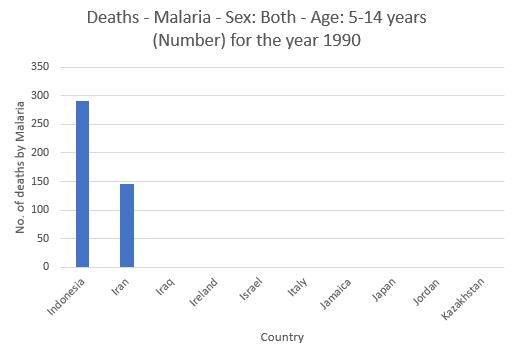 Deaths - Malaria - Sex: Both - Age: 5-14 years
(Number) for the year 1990
350
300
250
200
150
100
50
0
No. of deaths by Malaria
Indonesia
Iran
Iraq
Ireland
Israel
Italy
Jamaica
Japan
Jordan
Kazakhstan
Country